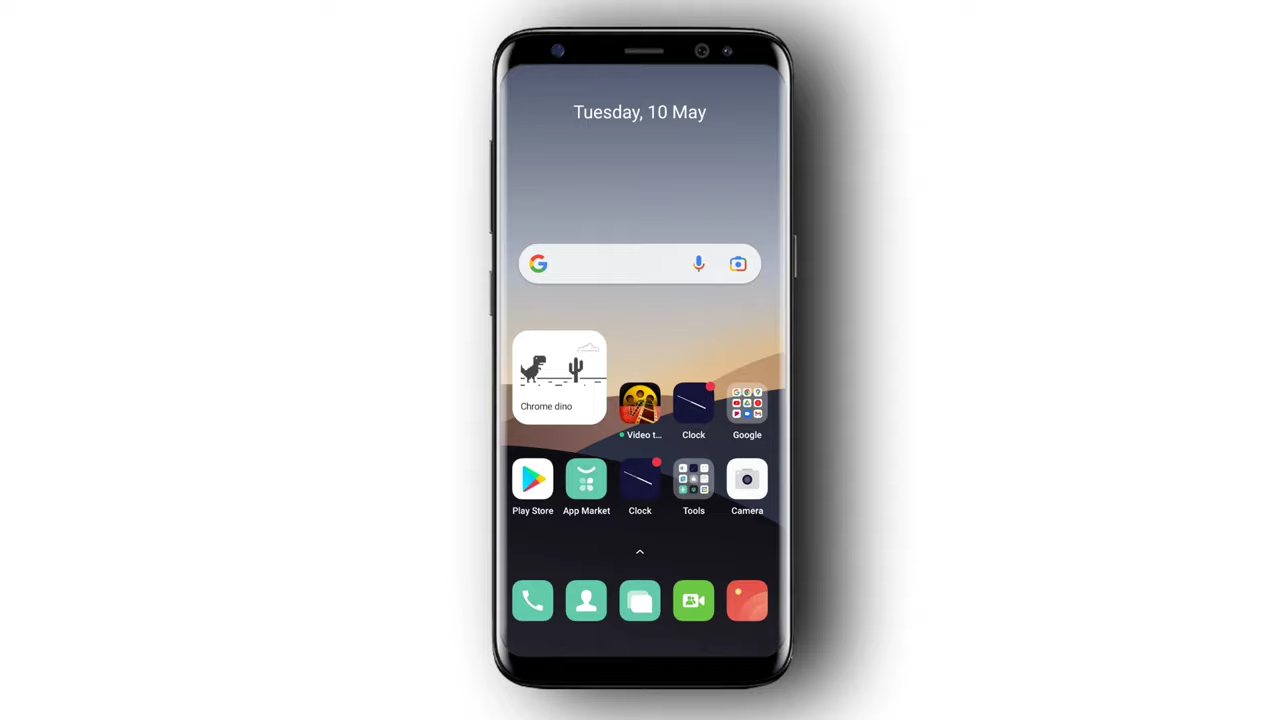 Tuesday, 10 May
Chrome dino
Video t...
Clock
Google
Play Store
App Market
Clock
Tools
Camera